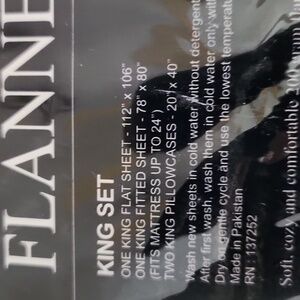 FLANNE
KING SET
ONE KING FLAT SHEET - 112" x 106"
ONE KING FITTED SHEET - 78" x 80"
(FITS MATTRESS UP TO 24")
TWO KING PILLOWCASES - 20" x 40"
Wash new sheets in cold water without detergent
After first wash, wash them in cold water only with
Dry on gentle cycle and use the lowest temperatu
Made in Pakistan
RN : 137252
Soft, cozy and comfortable 200